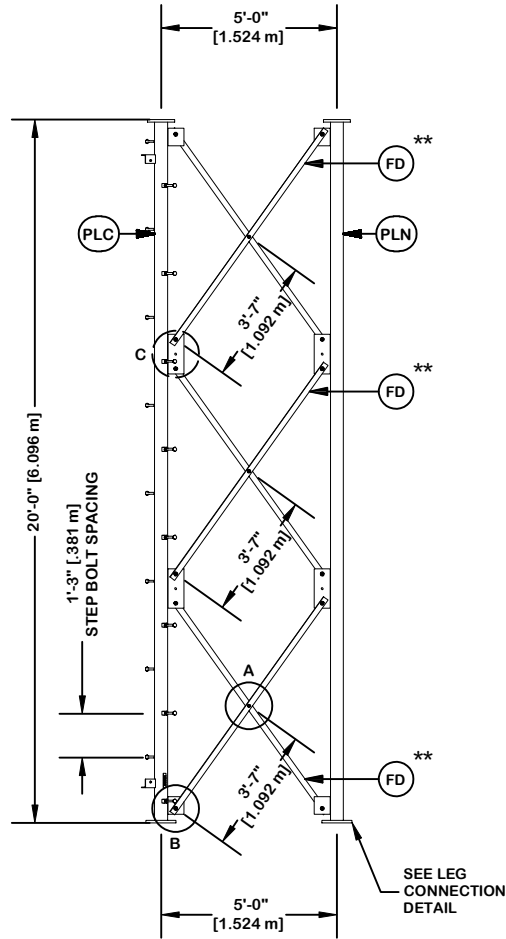 5'-0"
[1.524 m]
FD **
PLC
PLN
3'-7"
[1.092 m]
C
FD **
20'-0" [6.096 m]
1'-3" [.381 m]
STEP BOLT SPACING
3'-7"
[1.092 m]
A
3'-7"
[1.092 m]
FD **
B
SEE LEG
CONNECTION
DETAIL
5'-0"
[1.524 m]